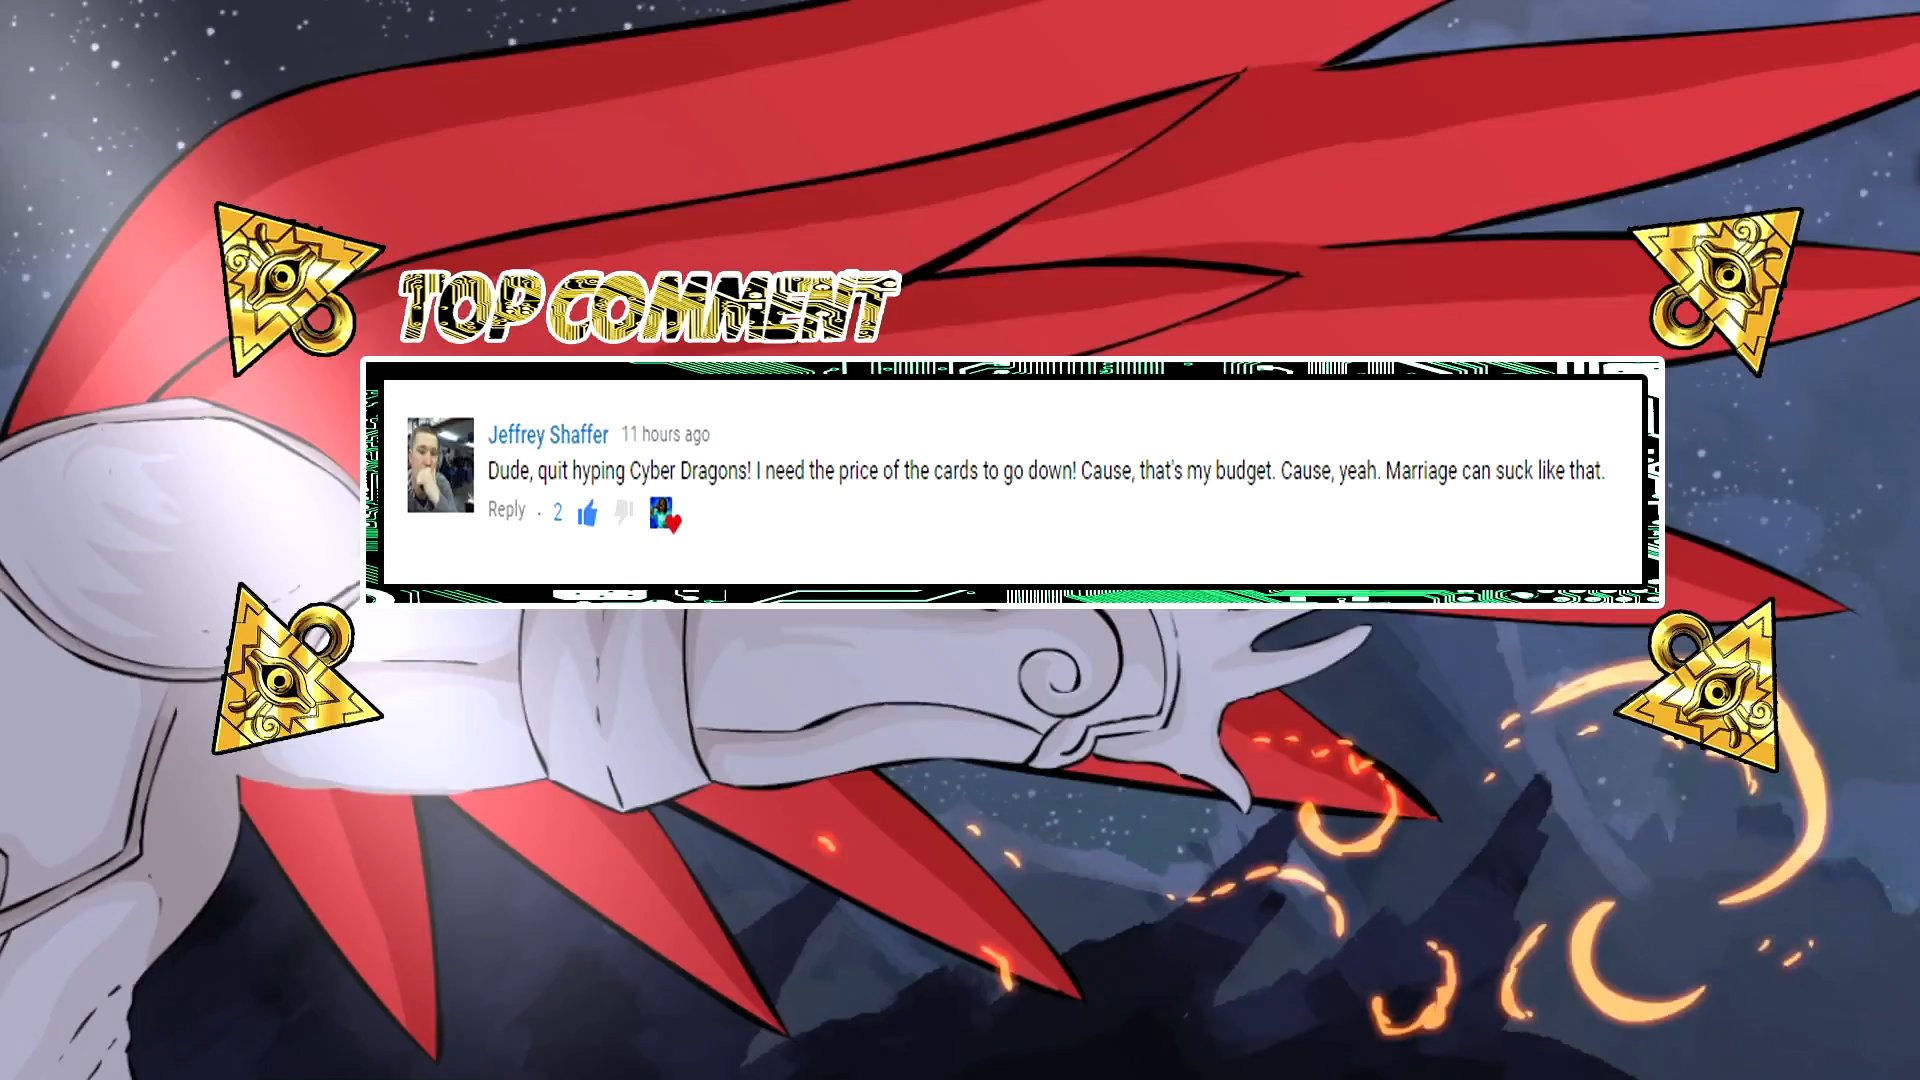 TOP COMMENT
Jeffrey Shaffer 11 hours ago
Dude, quit hyping Cyber Dragons! I need the price of the cards to go down! Cause, that's my budget. Cause, yeah. Marriage can suck like that.
Reply · 2